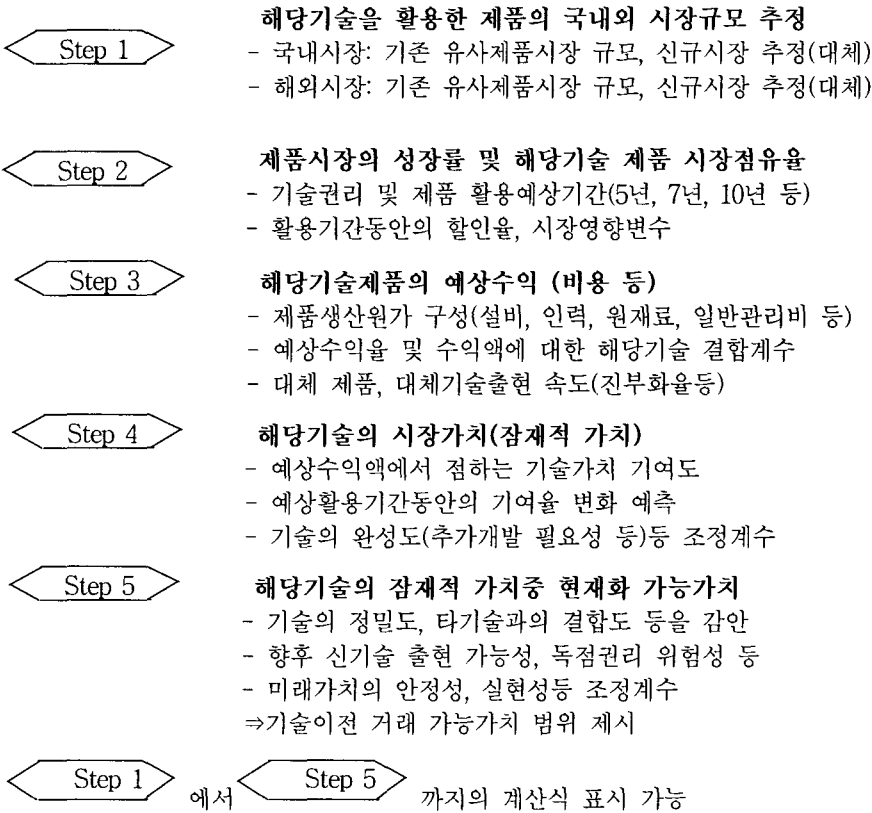 해당기술을 활용한 제품의 국내외 시장규모 추정
Step 1
- 국내시장: 기존 유사제품시장 규모, 신규시장 추정(대체)
- 해외시장: 기존 유사제품시장 규모, 신규시장 추정(대체)
Step 2 제품시장의 성장률 및 해당기술 제품 시장점유율
- 기술권리 및 제품 활용예상기간(5년, 7년, 10년 등)
- 활용기간동안의 할인율, 시장영향변수
Step 3 해당기술제품의 예상수익 (비용 등)
- 제품생산원가 구성(설비, 인력, 원재료, 일반관리비 등)
- 예상수익율 및 수익액에 대한 해당기술 결합계수
- 대체 제품, 대체기술출현 속도(진부화율등)
Step 4 해당기술의 시장가치(잠재적 가치)
- 예상수익액에서 점하는 기술가치 기여도
- 예상활용기간동안의 기여율 변화 예측
- 기술의 완성도(추가개발 필요성 등)등 조정계수
Step 5 해당기술의 잠재적 가치중 현재화 가능가치
- 기술의 정밀도, 타기술과의 결합도 등을 감안
- 향후 신기술 출현 가능성, 독점권리 위험성 등
- 미래가치의 안정성, 실현성등 조정계수
⇒기술이전 거래 가능가치 범위 제시
Step 1 에서 Step 5 까지의 계산식 표시 가능